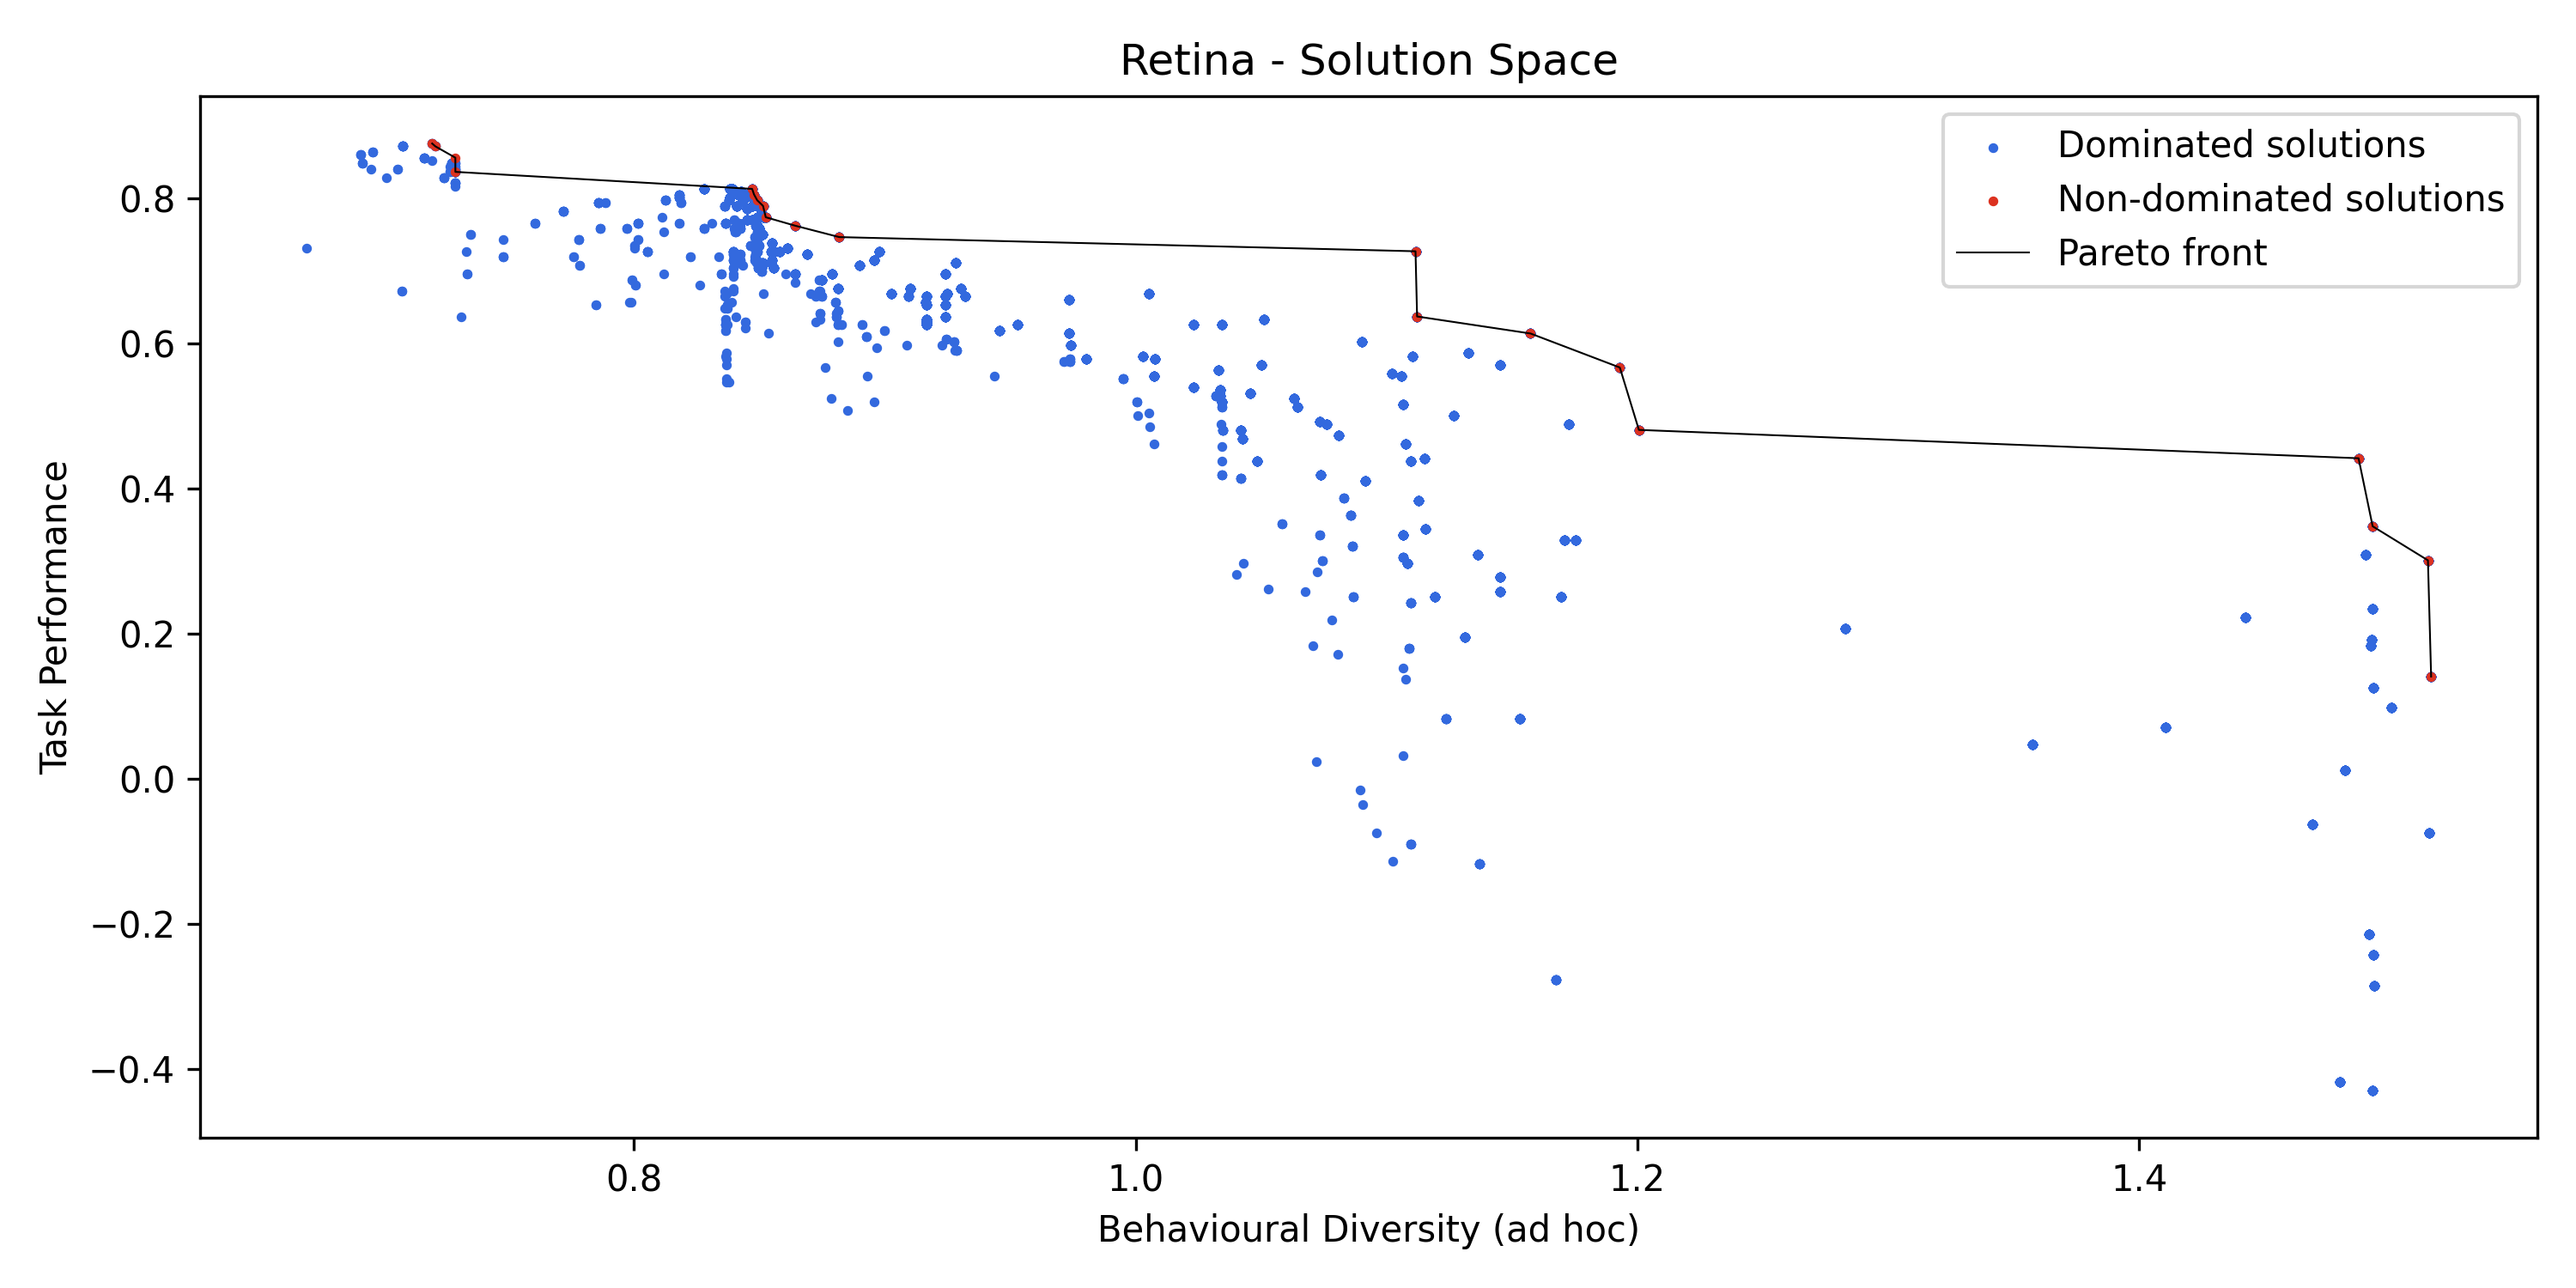 Retina - Solution Space
Dominated solutions
Non-dominated solutions
Pareto front
Task Performance
0.8
0.6
0.4
0.2
0.0
−0.2
−0.4
0.8 1.0 1.2 1.4
Behavioural Diversity (ad hoc)